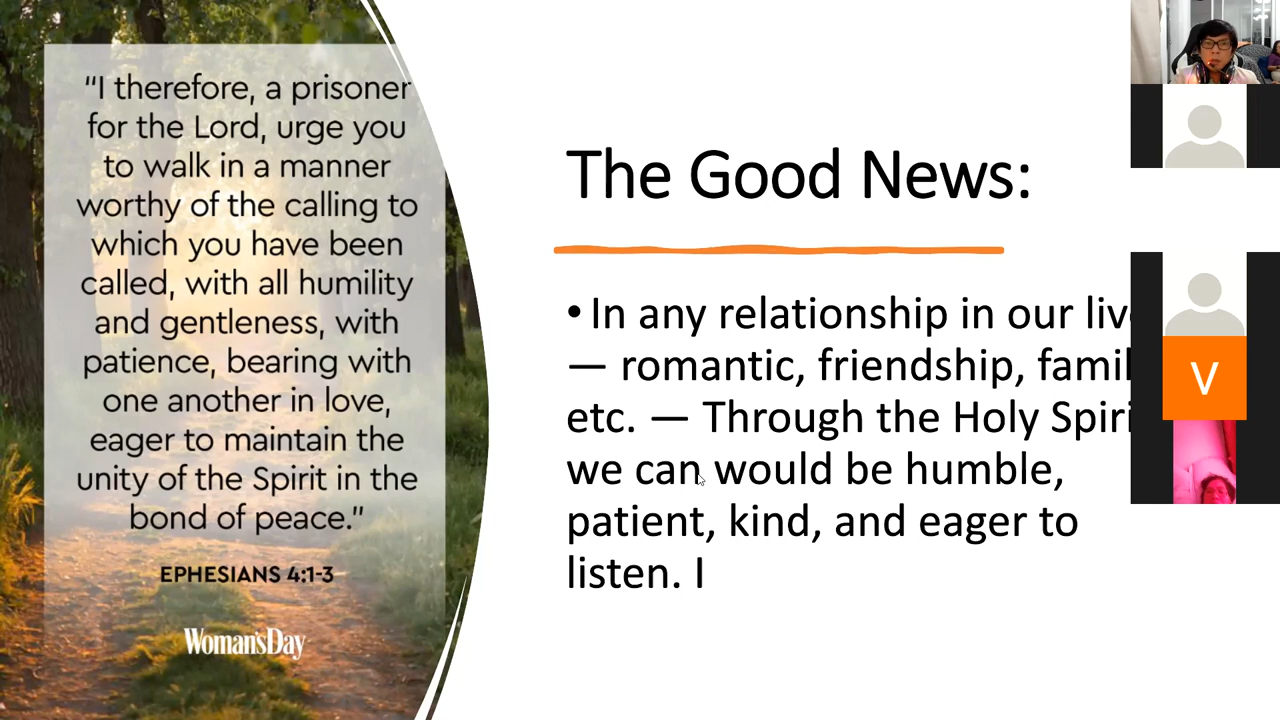 “I therefore, a prisoner
for the Lord, urge you
to walk in a manner
worthy of the calling to
which you have been
called, with all humility
and gentleness, with
patience, bearing with
one another in love,
eager to maintain the
unity of the Spirit in the
bond of peace.”
EPHESIANS 4:1-3
Woman'sDay
The Good News:
• In any relationship in our
— romantic, friendship,
etc. — Through the Holy
we can would be humble,
patient, kind, and eager to
listen. I
V